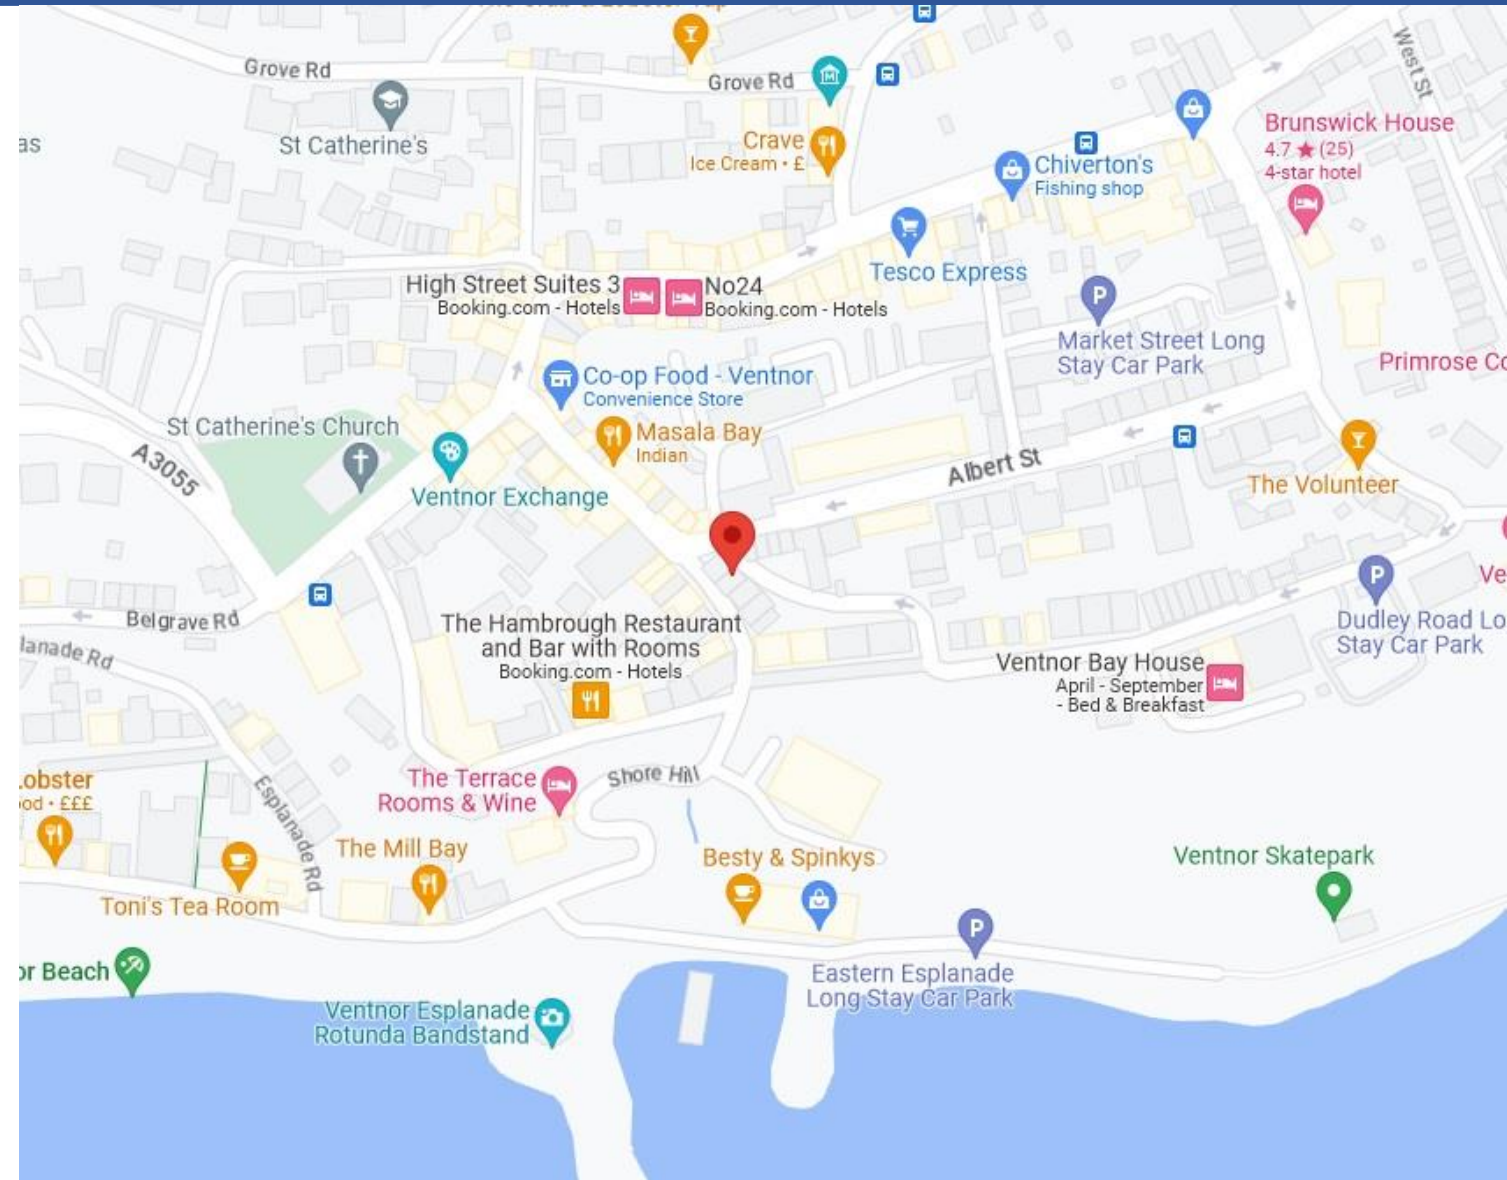 Grove Rd
Grove Rd
St Catherine's
Crave
Ice Cream • £
West St
Brunswick House
4.7 ★ (25)
4-star hotel
Chiverton's
Fishing shop
Tesco Express
High Street Suites 3
Booking.com - Hotels
No24
Booking.com - Hotels
P
Market Street Long
Stay Car Park
Primrose Co
Co-op Food - Ventnor
Convenience Store
St Catherine's Church
Masala Bay
Indian
A3055
Ventnor Exchange
Albert St
The Volunteer
P
Dudley Road Lo
Stay Car Park
Ve
Belgrave Rd
The Hambrough Restaurant
and Bar with Rooms
Booking.com - Hotels
lanade Rd
Ventnor Bay House
April - September
- Bed & Breakfast
The Terrace
Rooms & Wine
Shore Hill
Lobster
od • £££
Esplanade Rd
The Mill Bay
Besty & Spinkys
Ventnor Skatepark
Toni's Tea Room
P
Eastern Esplanade
Long Stay Car Park
or Beach
Ventnor Esplanade
Rotunda Bandstand